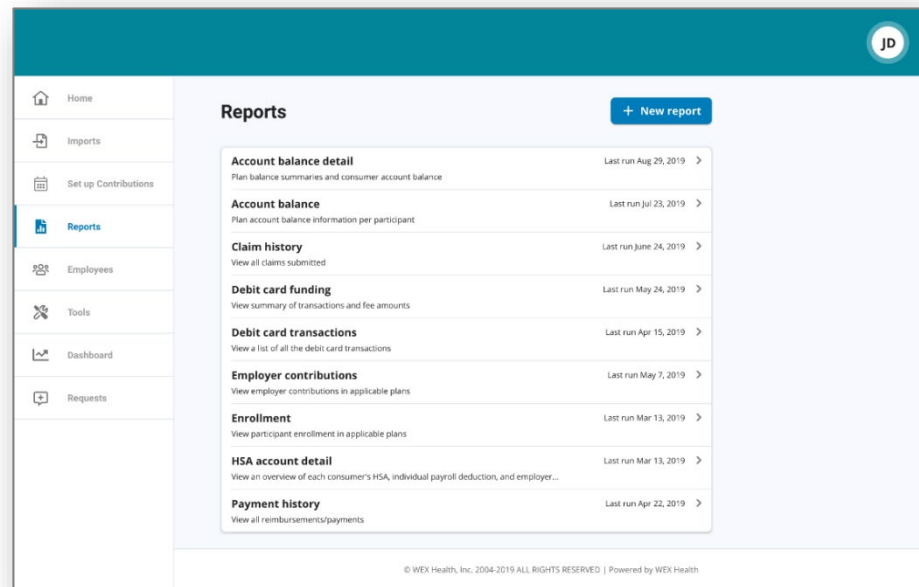 JD
Home
Imports
Set up Contributions
Reports
Employees
Tools
Dashboard
Requests
Reports
+ New report
Account balance detail
Last run Aug 29, 2019
Plan balance summaries and consumer account balance
Account balance
Last run Jul 23, 2019
Plan account balance information per participant
Claim history
Last run June 24, 2019
View all claims submitted
Debit card funding
Last run May 24, 2019
View summary of transactions and fee amounts
Debit card transactions
Last run Apr 15, 2019
View a list of all the debit card transactions
Employer contributions
Last run May 7, 2019
View employer contributions in applicable plans
Enrollment
Last run Mar 13, 2019
View participant enrollment in applicable plans
HSA account detail
Last run Mar 13, 2019
View an overview of each consumer's HSA, individual payroll deduction, and employer...
Payment history
Last run Apr 22, 2019
View all reimbursements/payments
© WEX Health, Inc. 2004-2019 ALL RIGHTS RESERVED | Powered by WEX Health